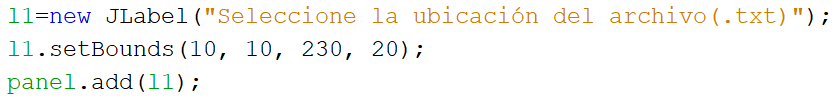 l1=new JLabel("Seleccione la ubicación del archivo(.txt)");
l1.setBounds(10, 10, 230, 20);
panel.add(l1);